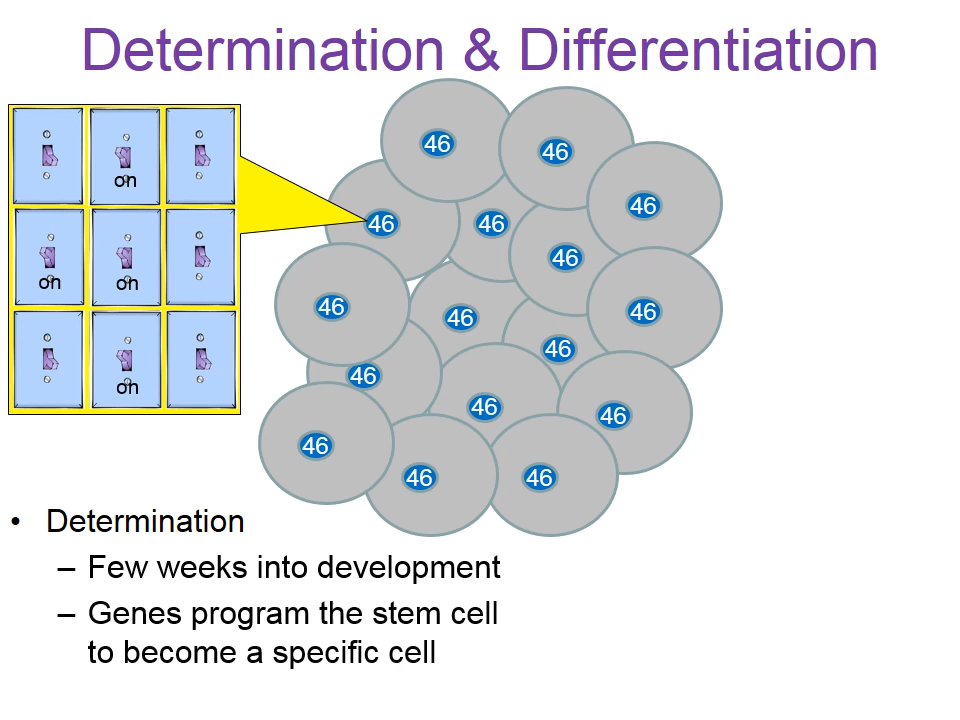 Determination & Differentiation
46
46
on
46
46
46
46
on
on
46
46
46
46
46
on
46
46
46
46
46
• Determination
– Few weeks into development
– Genes program the stem cell
to become a specific cell